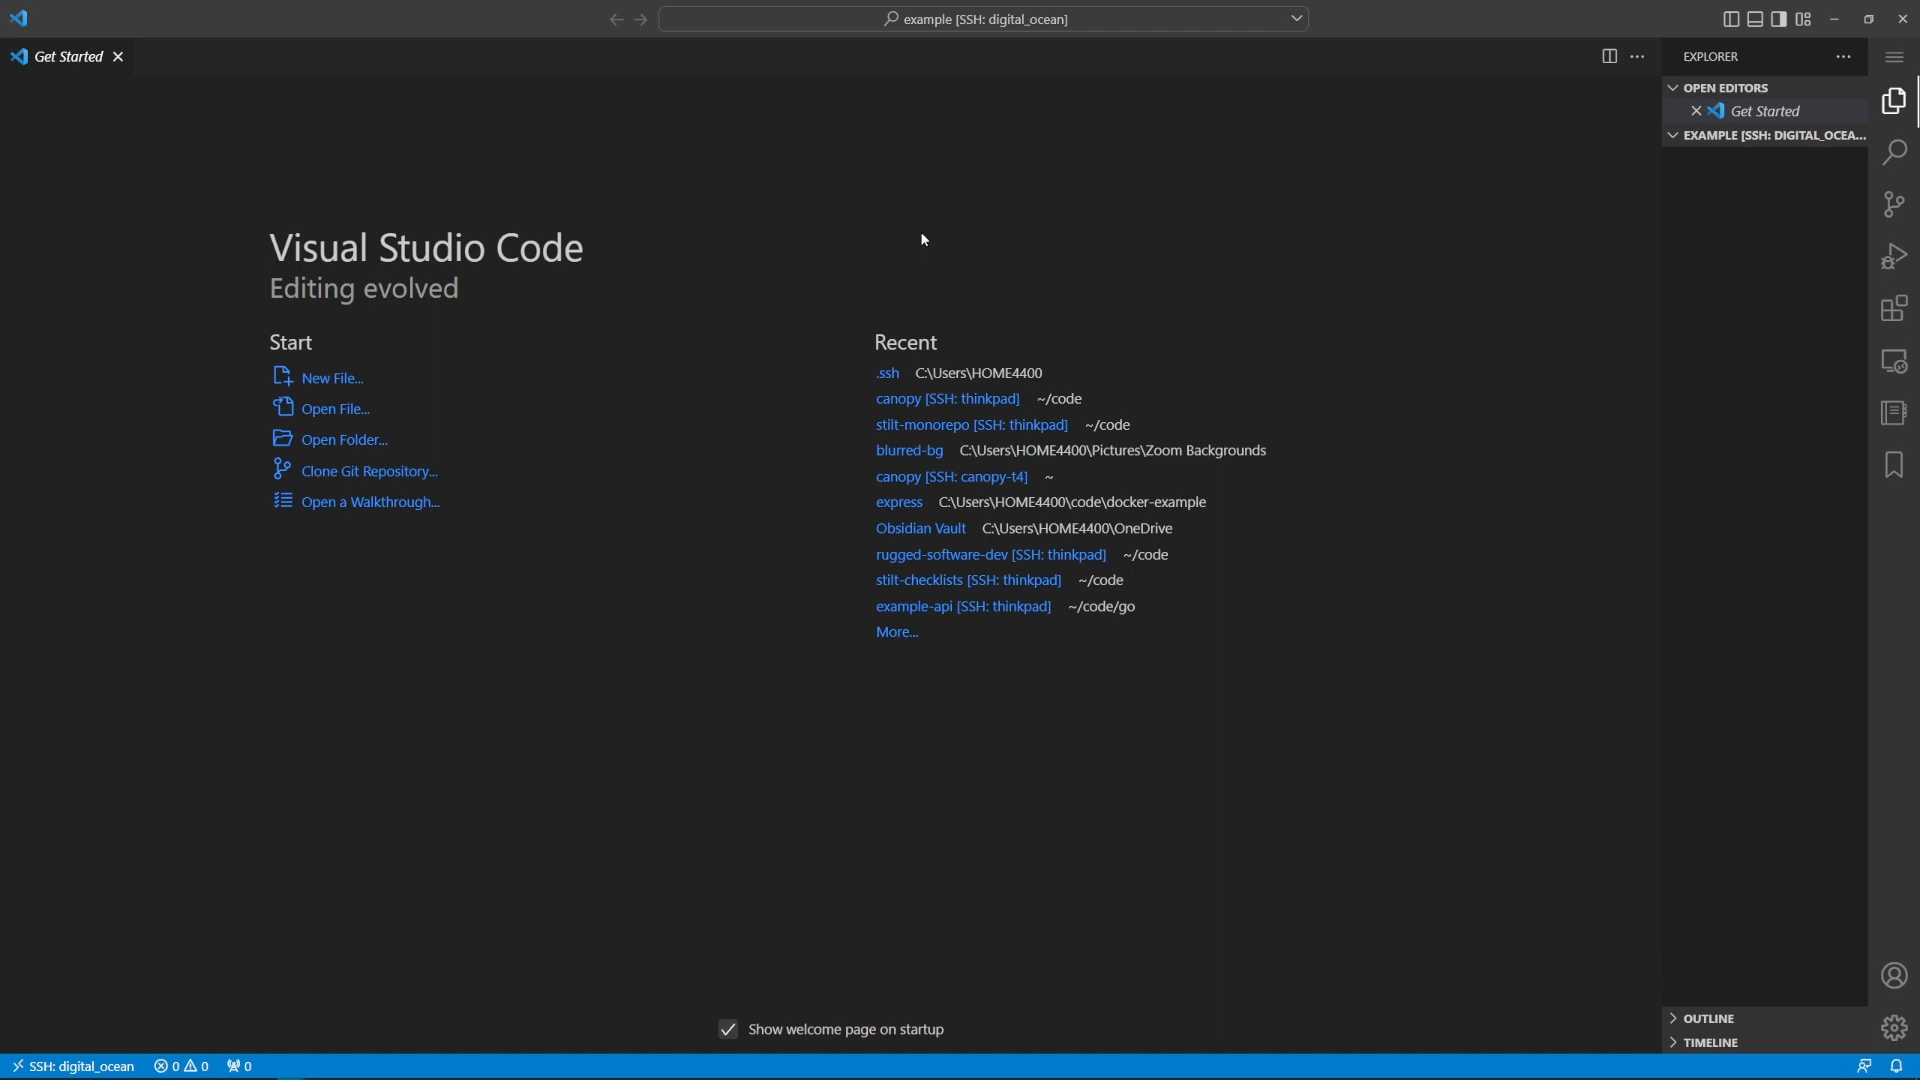 example [SSH: digital_ocean]
Get Started
EXPLORER
OPEN EDITORS
Get Started
EXAMPLE [SSH: DIGITAL_OCEA...
Visual Studio Code
Editing evolved
Start
New File...
Open File...
Open Folder...
Clone Git Repository...
Open a Walkthrough...
Recent
.ssh C:\Users\HOME4400
canopy [SSH: thinkpad] ~/code
stilt-monorepo [SSH: thinkpad] ~/code
blurred-bg C:\Users\HOME4400\Pictures\Zoom Backgrounds
canopy [SSH: canopy-t4] ~
express C:\Users\HOME4400\code\docker-example
Obsidian Vault C:\Users\HOME4400\OneDrive
rugged-software-dev [SSH: thinkpad] ~/code
stilt-checklists [SSH: thinkpad] ~/code
example-api [SSH: thinkpad] ~/code/go
More...
Show welcome page on startup
OUTLINE
TIMELINE
SSH: digital_ocean 0 0 0